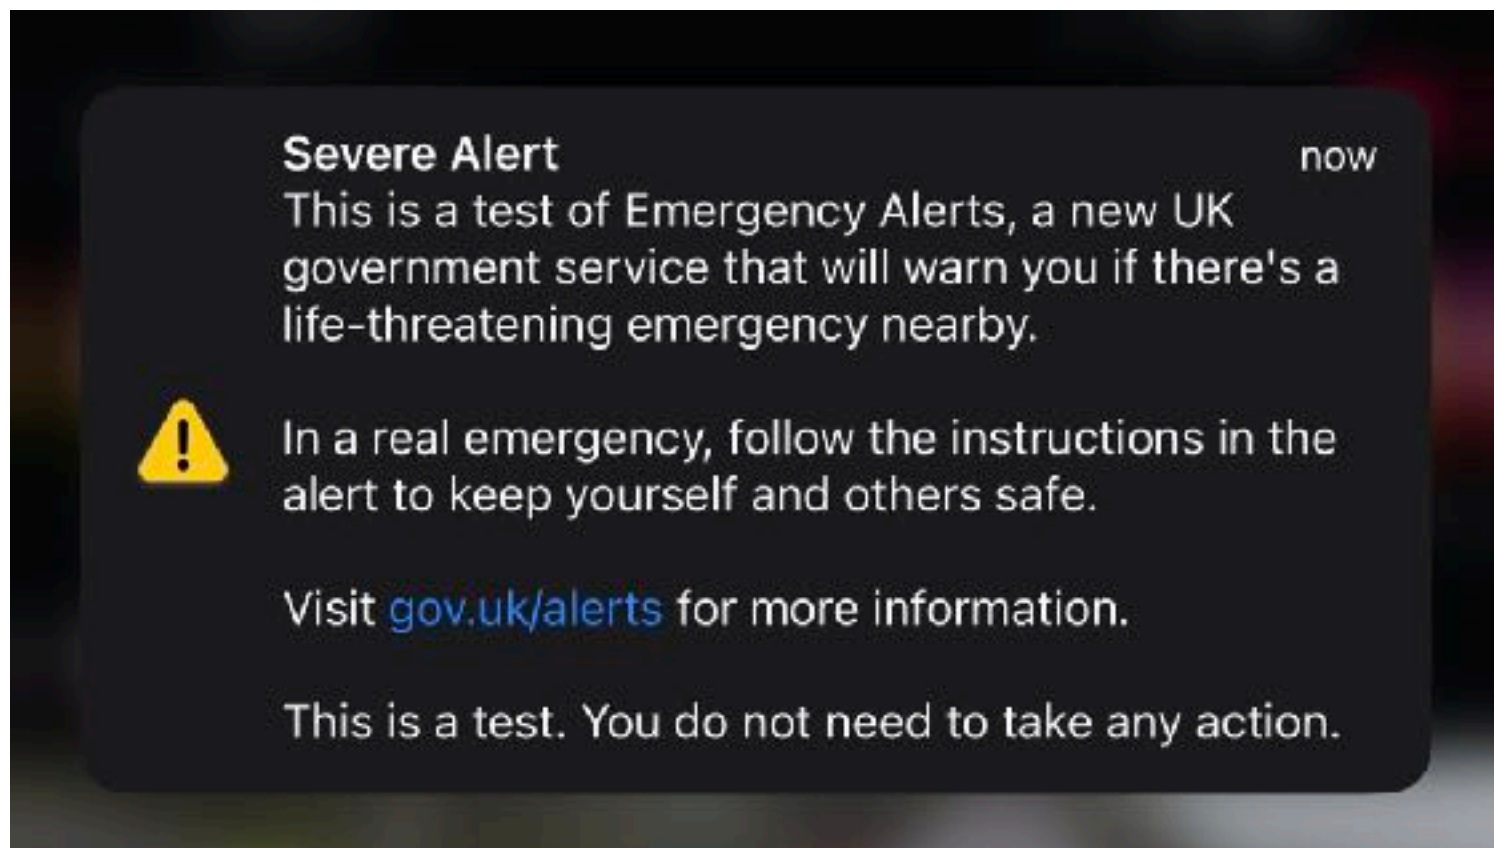 Severe Alert now
This is a test of Emergency Alerts, a new UK
government service that will warn you if there's a
life-threatening emergency nearby.
In a real emergency, follow the instructions in the
alert to keep yourself and others safe.
Visit gov.uk/alerts for more information.
This is a test. You do not need to take any action.